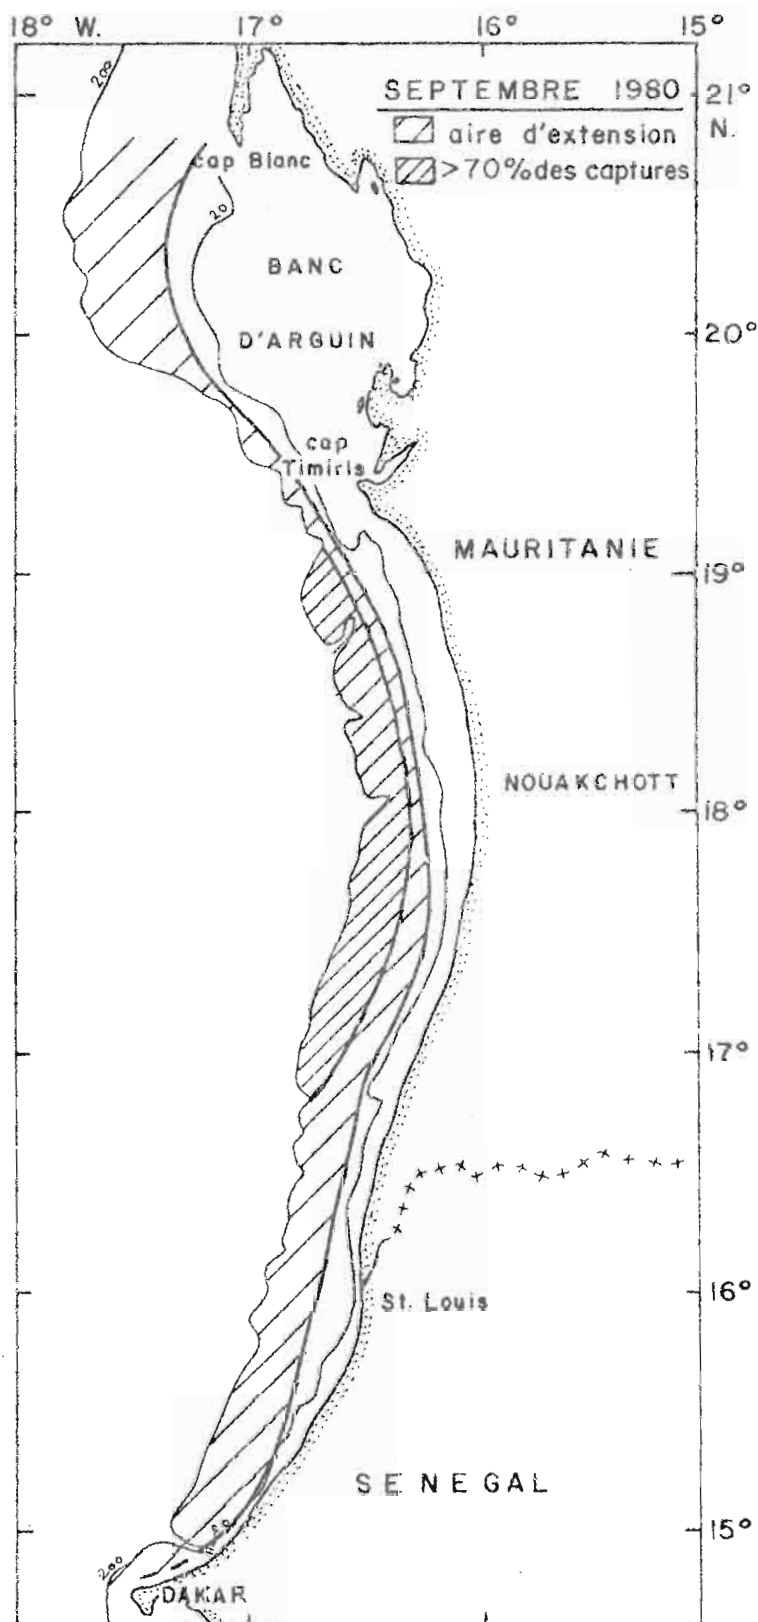 18° W. 17° 16° 15°
200
SEPTEMBRE 1980
21°
N.
aire d'extension
>70% des captures
cap Blanc
20
BANC
D'ARGUIN
20°
cap
Timiris
MAURITANIE
19°
NOUAKCHOTT
18°
17°
16°
St. Louis
SENEGAL
15°
200
DAKAR